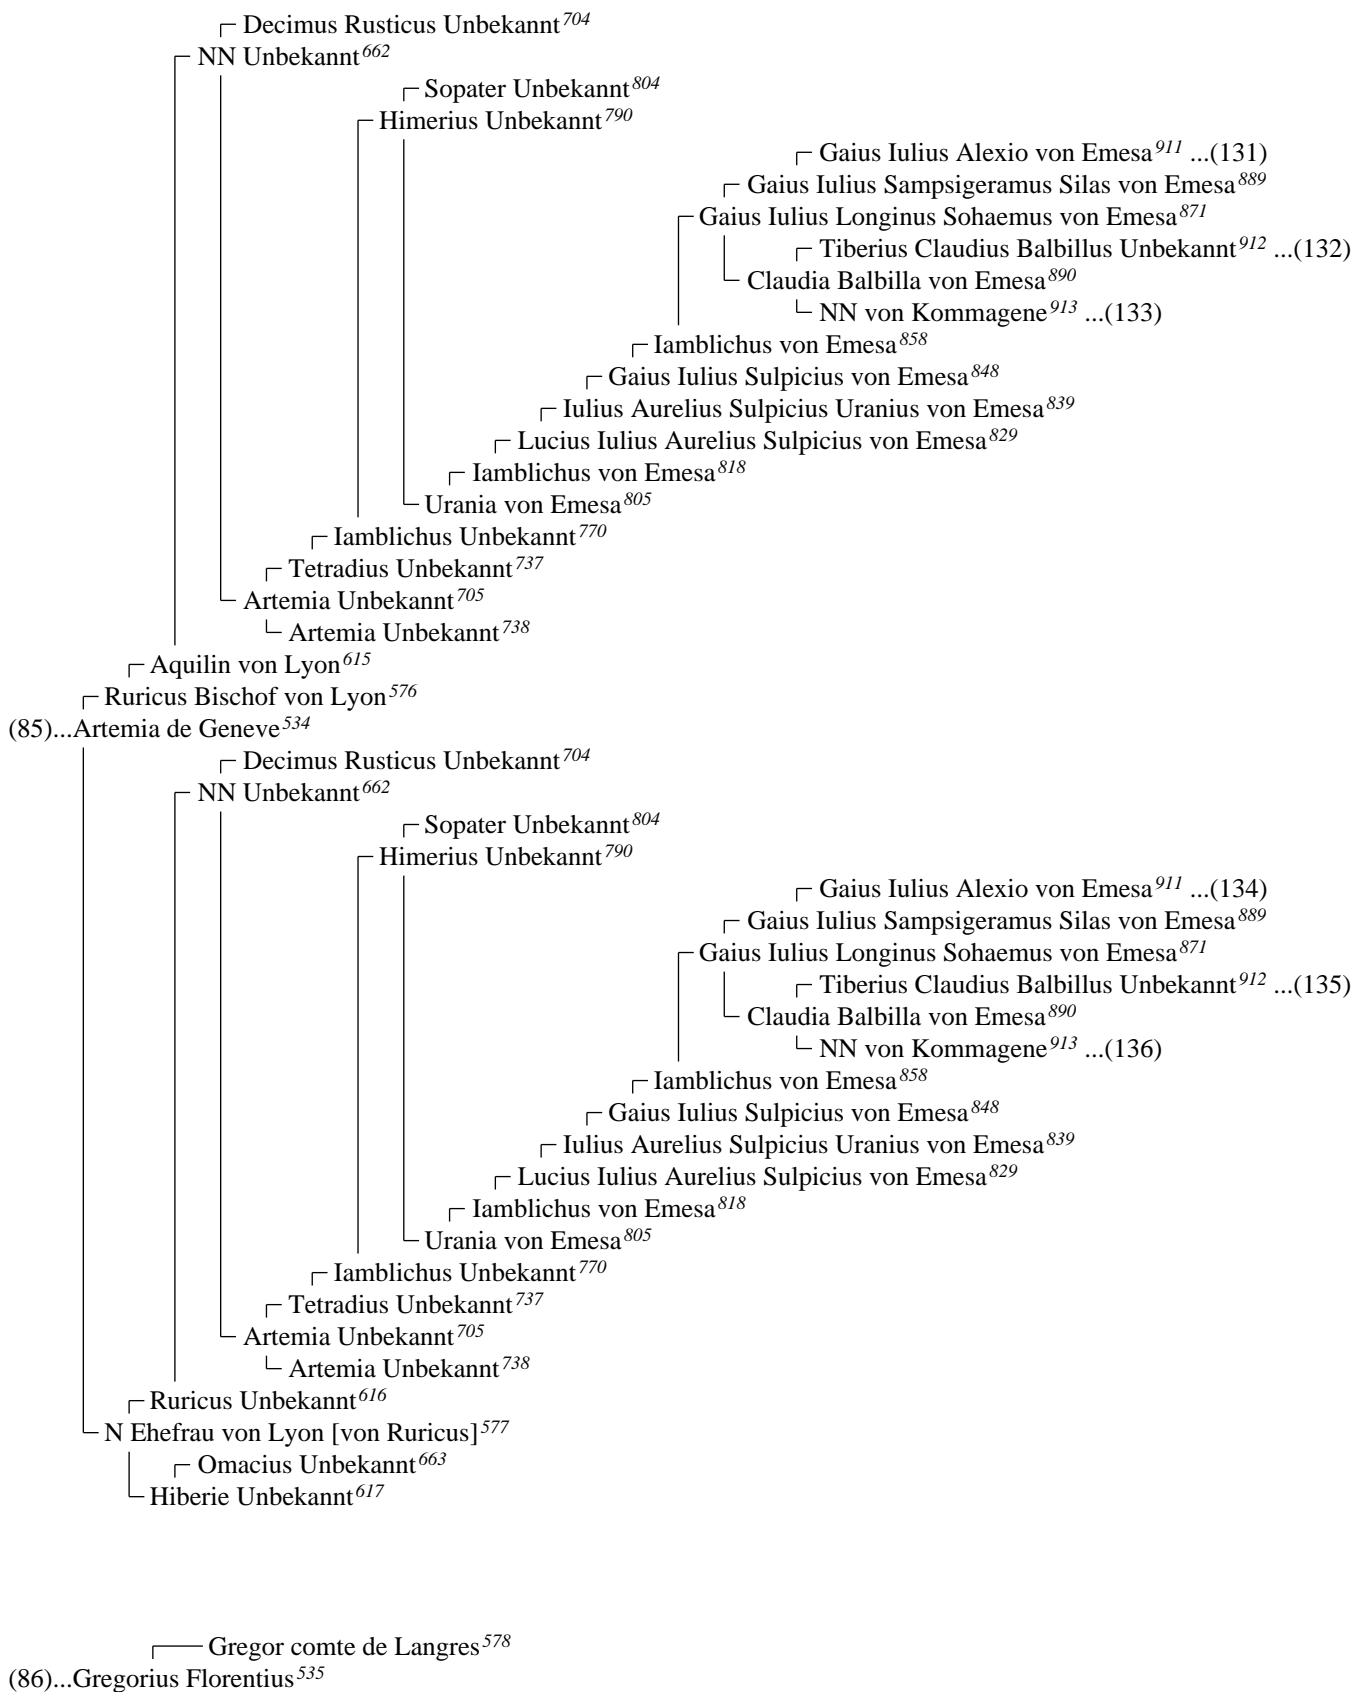 Decimus Rusticus Unbekannt704
NN Unbekannt662
Sopater Unbekannt804
Himerius Unbekannt790
Gaius Iulius Alexio von Emesa911 ...(131)
Gaius Iulius Sampsigeramus Silas von Emesa889
Gaius Iulius Longinus Sohaemus von Emesa871
Tiberius Claudius Balbillus Unbekannt912 ...(132)
Claudia Balbilla von Emesa890
NN von Kommagene913 ...(133)
Iamblichus von Emesa858
Gaius Iulius Sulpicius von Emesa848
Iulius Aurelius Sulpicius Uranius von Emesa839
Lucius Iulius Aurelius Sulpicius von Emesa829
Iamblichus von Emesa818
Urania von Emesa805
Iamblichus Unbekannt770
Tetradius Unbekannt737
Artemia Unbekannt705
Artemia Unbekannt738
Aquilin von Lyon615
Ruricus Bischof von Lyon576
(85)...Artemia de Geneve534
Decimus Rusticus Unbekannt704
NN Unbekannt662
Sopater Unbekannt804
Himerius Unbekannt790
Gaius Iulius Alexio von Emesa911 ...(134)
Gaius Iulius Sampsigeramus Silas von Emesa889
Gaius Iulius Longinus Sohaemus von Emesa871
Tiberius Claudius Balbillus Unbekannt912 ...(135)
Claudia Balbilla von Emesa890
NN von Kommagene913 ...(136)
Iamblichus von Emesa858
Gaius Iulius Sulpicius von Emesa848
Iulius Aurelius Sulpicius Uranius von Emesa839
Lucius Iulius Aurelius Sulpicius von Emesa829
Iamblichus von Emesa818
Urania von Emesa805
Iamblichus Unbekannt770
Tetradius Unbekannt737
Artemia Unbekannt705
Artemia Unbekannt738
Ruricus Unbekannt616
N Ehefrau von Lyon [von Ruricus]577
Omacius Unbekannt663
Hiberie Unbekannt617
Gregor comte de Langres578
(86)...Gregorius Florentius535